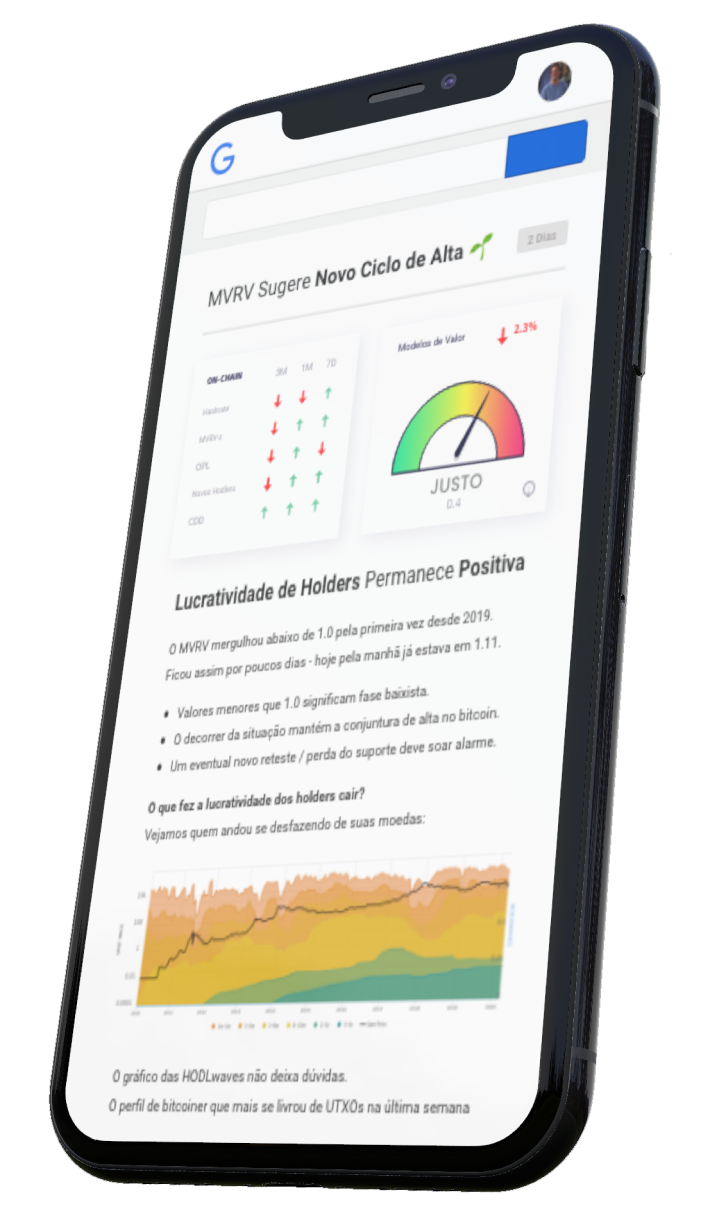 G
MVRV Sugere Novo Ciclo de Alta
2 Dias
ON-CHAIN 3M 1M 7D
Hashrate
MVRV-z
OPL
Novos Hodlers
CDD
Modelos de Valor 2.3%
JUSTO
0.4
Lucratividade de Holders Permanece Positiva
O MVRV mergulhou abaixo de 1.0 pela primeira vez desde 2019.
Ficou assim por poucos dias - hoje pela manhã já estava em 1.11.
• Valores menores que 1.0 significam fase baixista.
• O decorrer da situação mantém a conjuntura de alta no bitcoin.
• Um eventual novo reteste / perda do suporte deve soar alarme.
O que fez a lucratividade dos holders cair?
Vejamos quem andou se desfazendo de suas moedas:
O gráfico das HODLwaves não deixa dúvidas.
O perfil de bitcoiner que mais se livrou de UTXOs na última semana